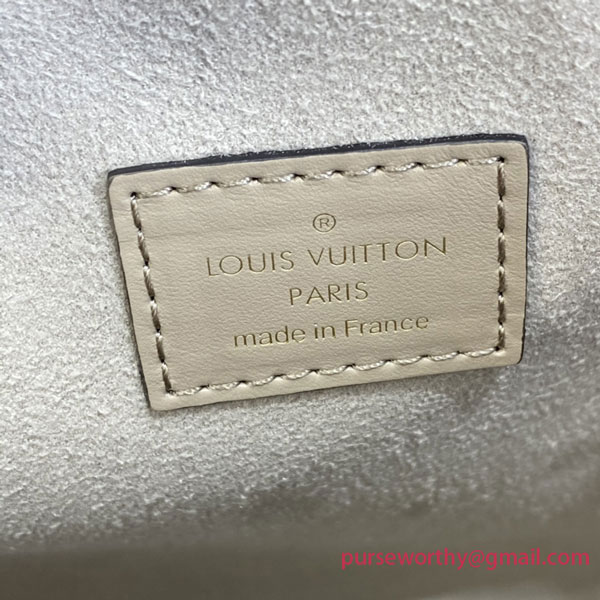 ®
LOUIS VUITTON
PARIS
made in France
purseworthy@gmail.com